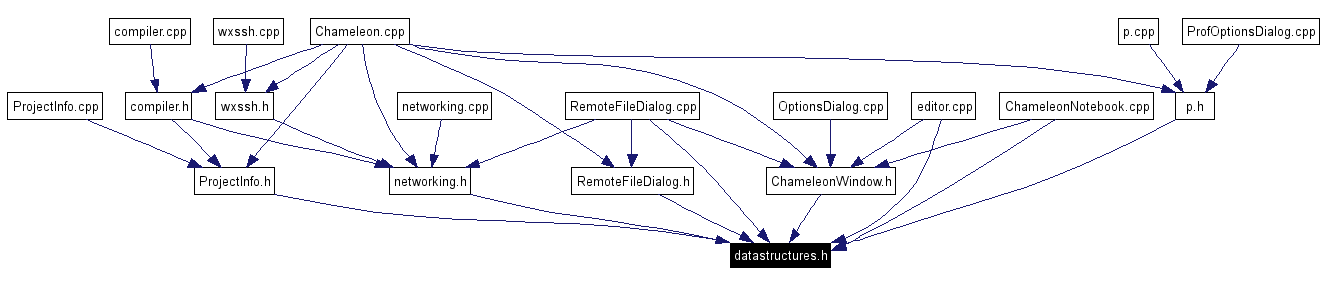 compiler.cpp
wxssh.cpp
Chameleon.cpp
p.cpp
ProfOptionsDialog.cpp
ProjectInfo.cpp
compiler.h
wxssh.h
networking.cpp
RemoteFileDialog.cpp
OptionsDialog.cpp
editor.cpp
ChameleonNotebook.cpp
p.h
ProjectInfo.h
networking.h
RemoteFileDialog.h
ChameleonWindow.h
datastructures.h